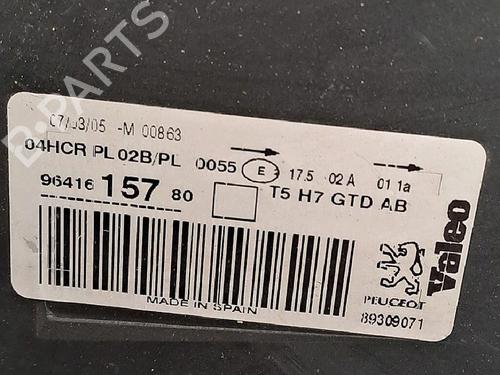 B-PARTS
07/03/05 -M 00863
04HCR PL 02B/PL 0055 E 17.5 02 A 01 1a
96416 157 80 T5 H7 GTD AB
MADE IN SPAIN
PEUGEOT
89309071
Valeo